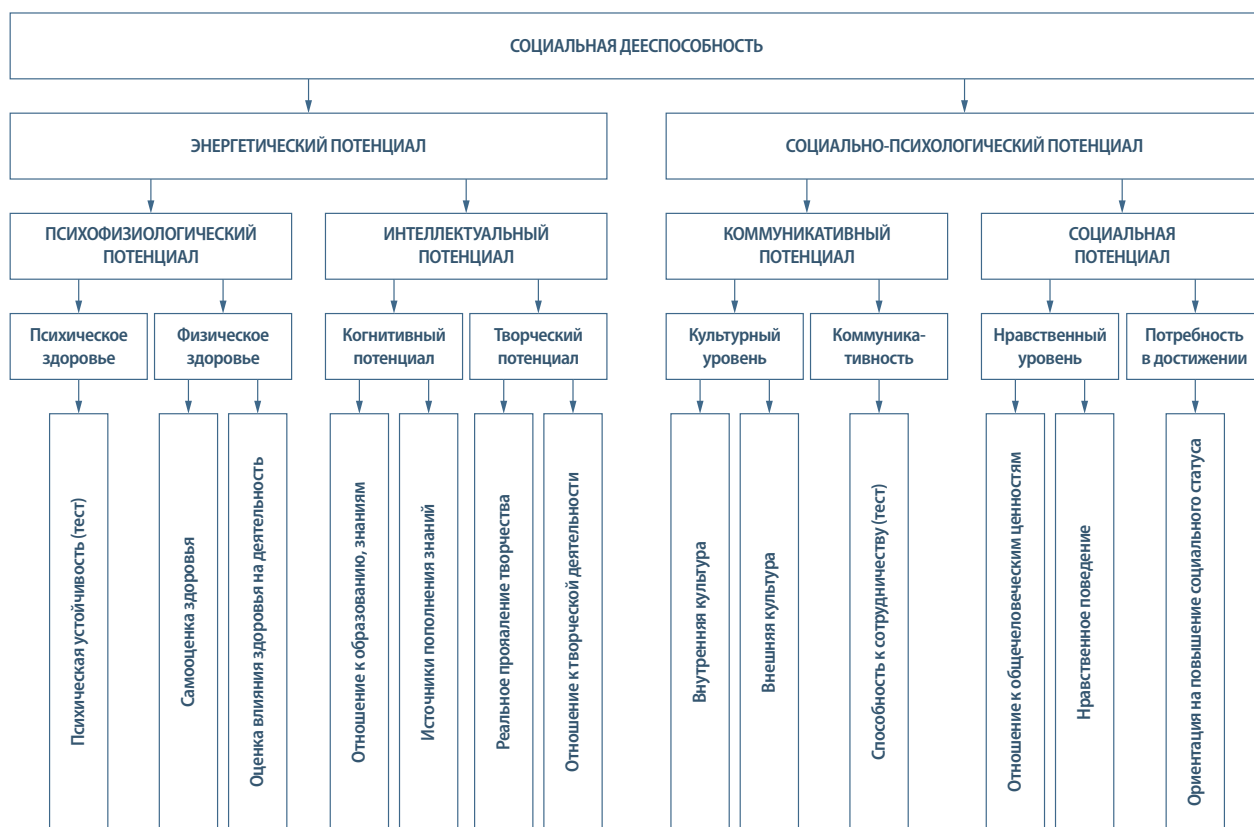 СОЦИАЛЬНАЯ ДЕЕСПОСОБНОСТЬ
ЭНЕРГЕТИЧЕСКИЙ ПОТЕНЦИАЛ
СОЦИАЛЬНО-ПСИХОЛОГИЧЕСКИЙ ПОТЕНЦИАЛ
ПСИХОФИЗИОЛОГИЧЕСКИЙ
ПОТЕНЦИАЛ
ИНТЕЛЛЕКТУАЛЬНЫЙ
ПОТЕНЦИАЛ
КОММУНИКАТИВНЫЙ
ПОТЕНЦИАЛ
СОЦИАЛЬНАЯ
ПОТЕНЦИАЛ
Психическое
здоровье
Физическое
здоровье
Когнитивный
потенциал
Творческий
потенциал
Культурный
уровень
Коммуника-
тивность
Нравственный
уровень
Потребность
в достижении
Психическая устойчивость (тест)
Самооценка здоровья
Оценка влияния здоровья на деятельность
Отношение к образованию, знаниям
Источники пополнения знаний
Реальное прояаление творчества
Отношение к творческой деятельности
Внутренняя культура
Внешняя культура
Способность к сотрудничеству (тест)
Отношение к общечеловеческим ценностям
Нравственное поведение
Ориентация на повышение социального статуса